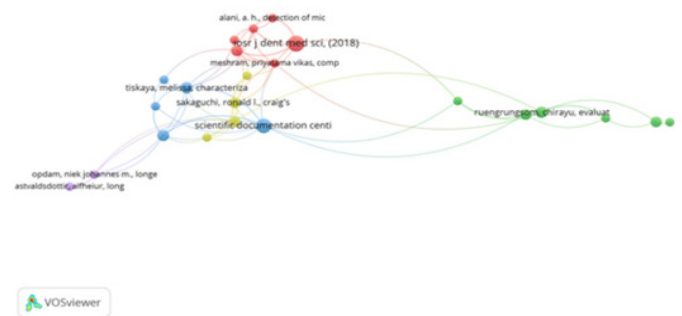 alani, a. h., detection of mic
iosr j dent med sci, (2018)
meshram, priyatama vikas, comp
tiskaya, melissa, characteriza
sakaguchi, ronald l., craig's
scientific documentation centi
ruengrungsom, chirayu, evaluat
opdam, niek johannes m., longe
astvaldsdottir, alfheiur, long
VOSviewer